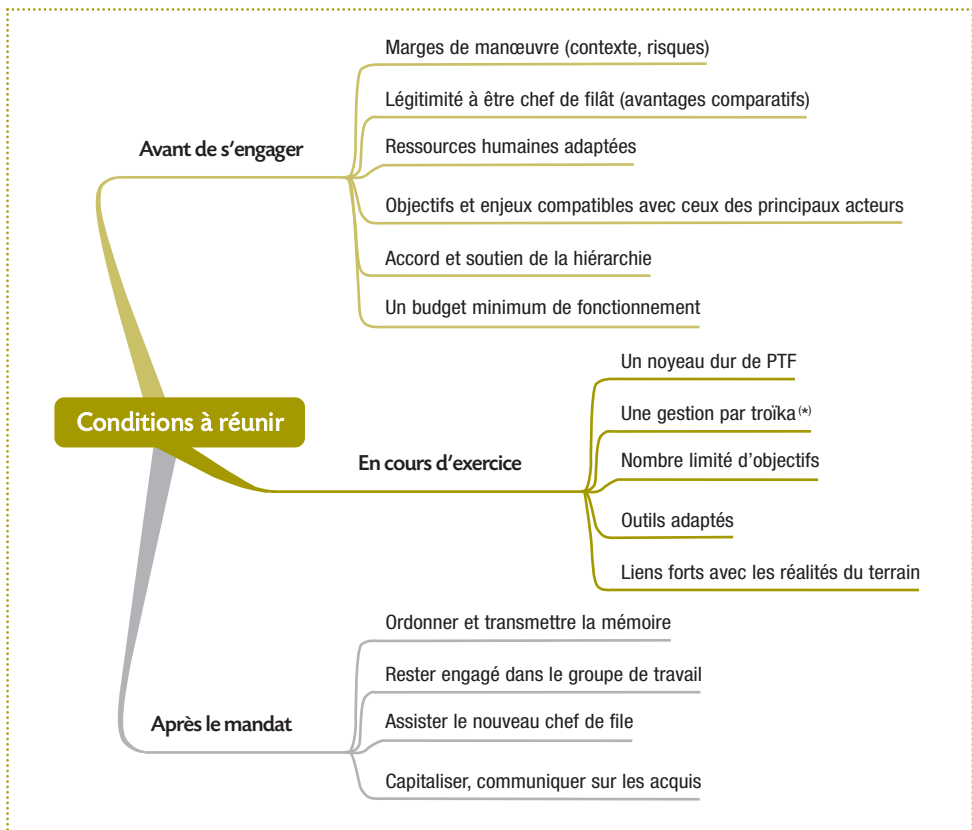 Conditions à réunir
Avant de s'engager
Marges de manœuvre (contexte, risques)
Légitimité à être chef de filât (avantages comparatifs)
Ressources humaines adaptées
Objectifs et enjeux compatibles avec ceux des principaux acteurs
Accord et soutien de la hiérarchie
Un budget minimum de fonctionnement
En cours d'exercice
Un noyeau dur de PTF
Une gestion par troïka (*)
Nombre limité d'objectifs
Outils adaptés
Liens forts avec les réalités du terrain
Après le mandat
Ordonner et transmettre la mémoire
Rester engagé dans le groupe de travail
Assister le nouveau chef de file
Capitaliser, communiquer sur les acquis